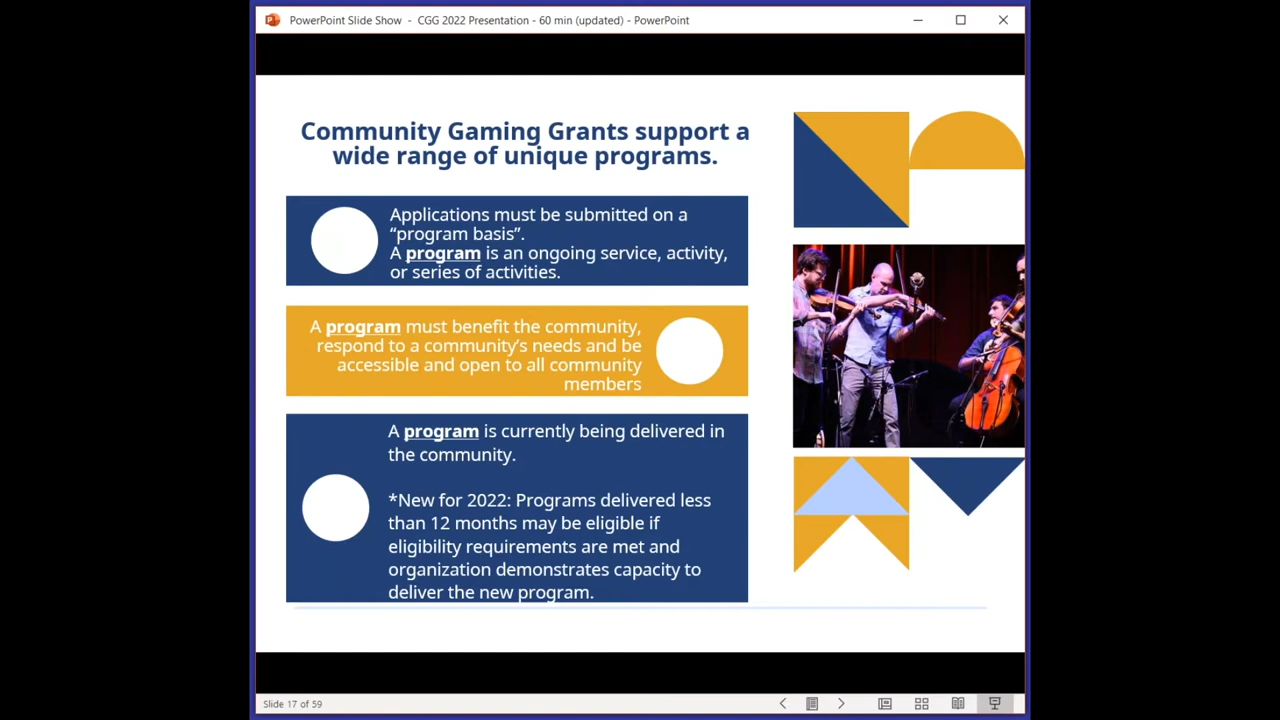 PowerPoint Slide Show - CGG 2022 Presentation - 60 min (updated) - PowerPoint
Community Gaming Grants support a
wide range of unique programs.
Applications must be submitted on a
“program basis”.
A program is an ongoing service, activity,
or series of activities.
A program must benefit the community,
respond to a community’s needs and be
accessible and open to all community
members
A program is currently being delivered in
the community.
*New for 2022: Programs delivered less
than 12 months may be eligible if
eligibility requirements are met and
organization demonstrates capacity to
deliver the new program.
Slide 17 of 59